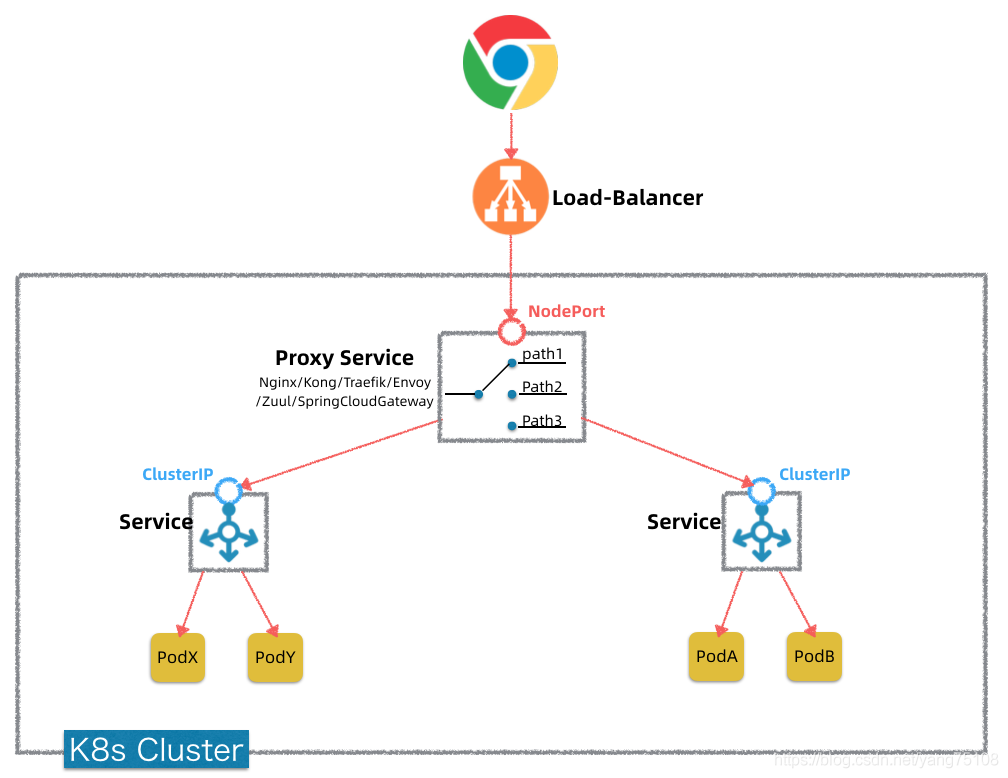 Load-Balancer
NodePort
Proxy Service
Nginx/Kong/Traefik/Envoy
/Zuul/SpringCloudGateway
path1
Path2
Path3
ClusterIP
Service
ClusterIP
Service
PodX
PodY
PodA
PodB
K8s Cluster
https://blog.csdn.net/yang75108